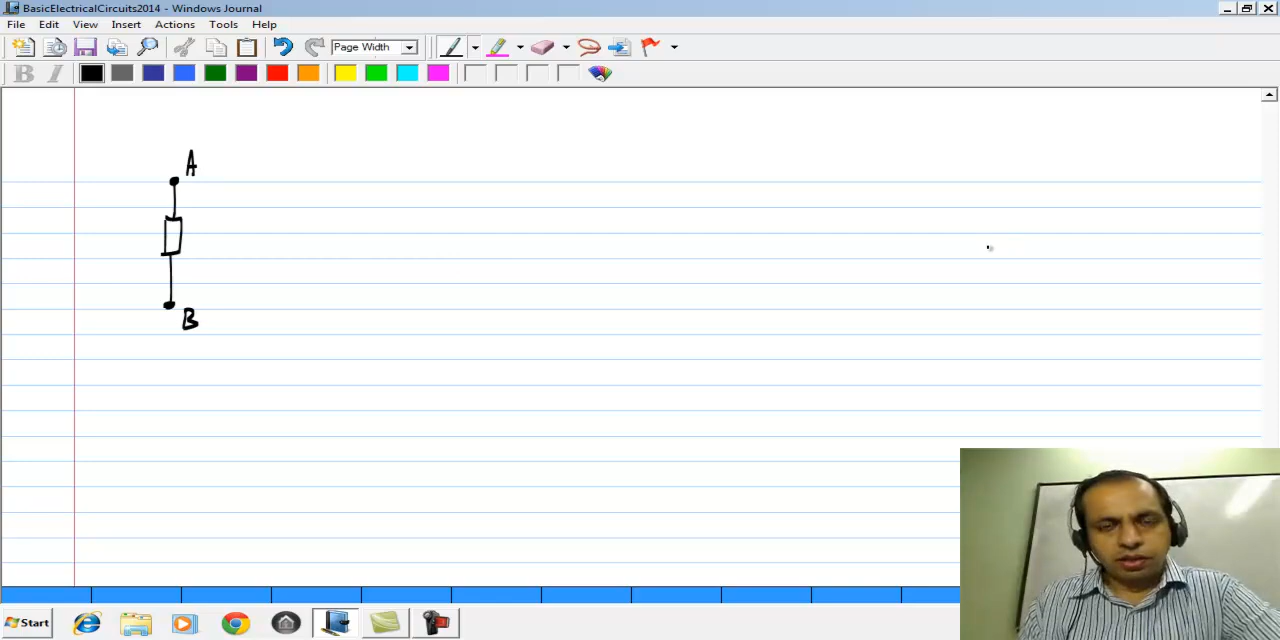 BasicElectricalCircuits2014 - Windows Journal
File Edit View Insert Actions Tools Help
Page Width
B I
A
B
Start